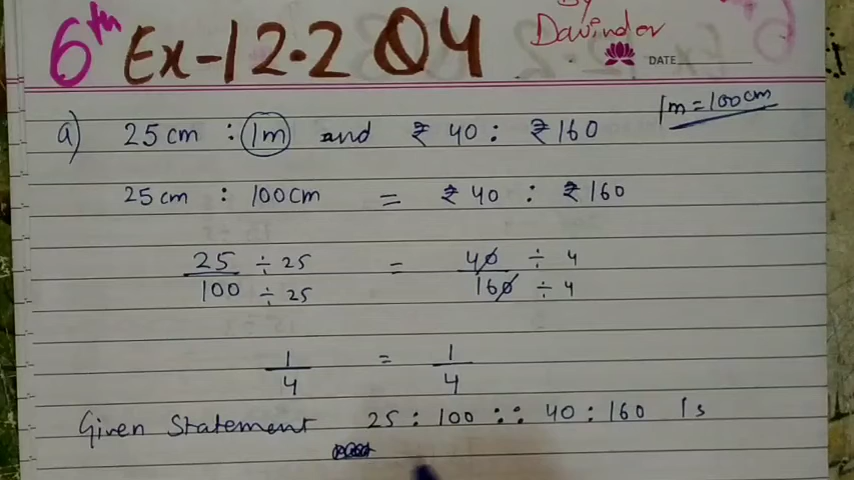 By
6th Ex-12.2 Q4 Davinder
DATE
1m = 100cm
a) 25 cm : 1m and ₹ 40 : ₹ 160
25 cm : 100 cm = ₹ 40 : ₹ 160
25/100 ÷ 25/÷ 25 = 40/160 ÷ 4/÷ 4
1/4 = 1/4
Given Statement 25 : 100 :: 40 : 160 Is